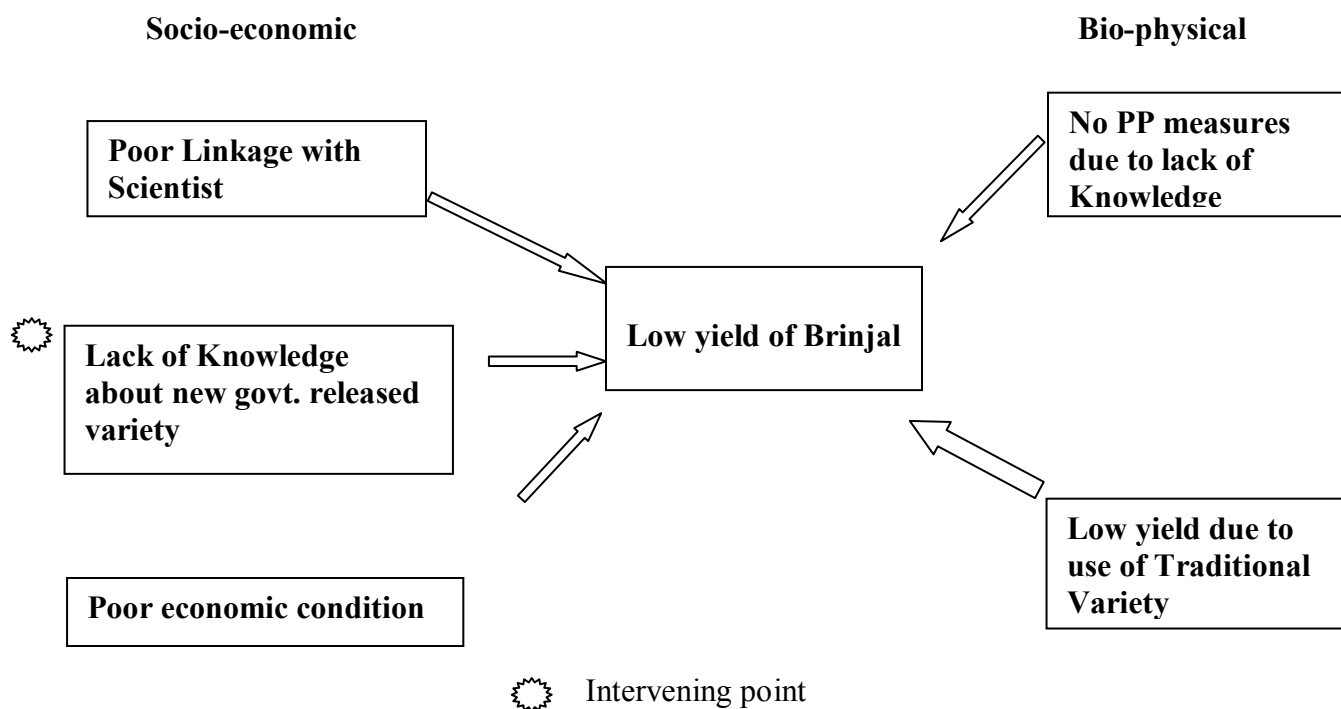 Socio-economic
Bio-physical
Poor Linkage with
Scientist
No PP measures
due to lack of
Knowledge
Low yield of Brinjal
Lack of Knowledge
about new govt. released
variety
Low yield due to
use of Traditional
Variety
Poor economic condition
Intervening point